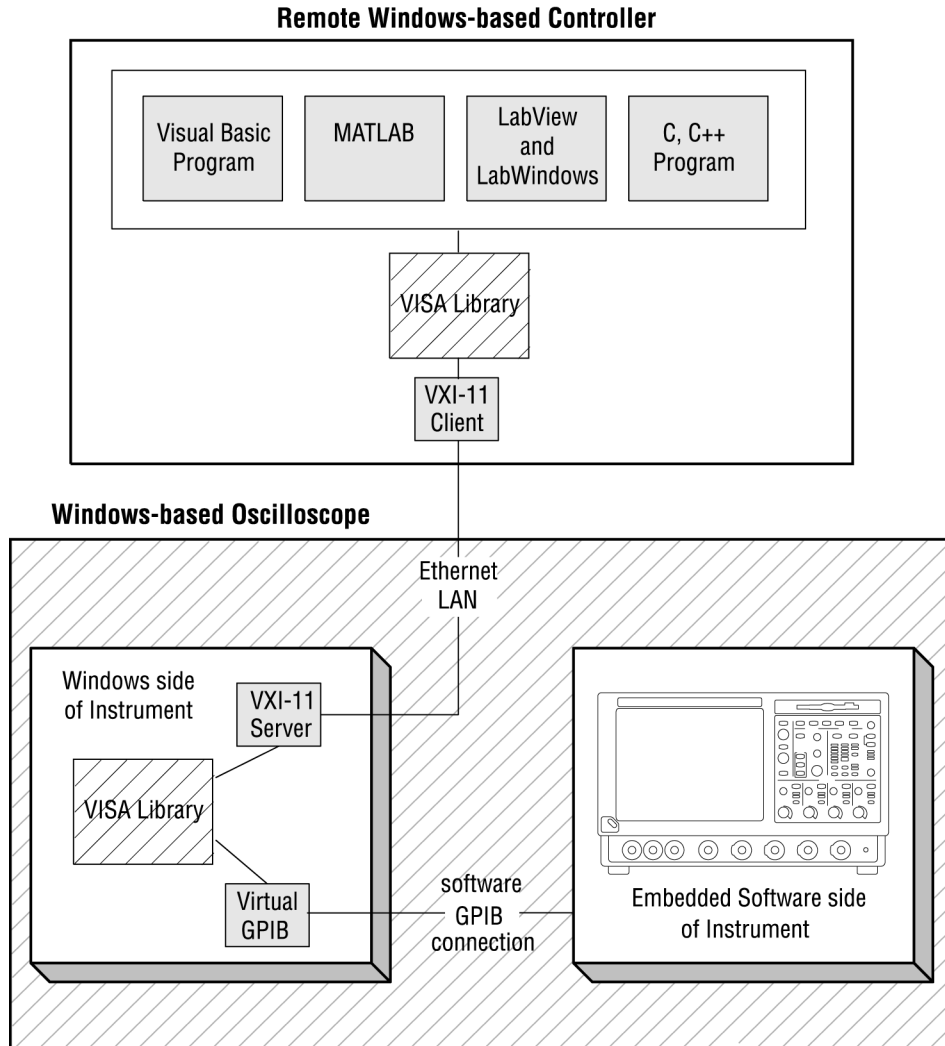 Remote Windows-based Controller
Visual Basic
Program
MATLAB
LabView
and
LabWindows
C, C++
Program
VISA Library
VXI-11
Client
Windows-based Oscilloscope
Ethernet
LAN
Windows side
of Instrument
VXI-11
Server
VISA Library
Virtual
GPIB
software
GPIB
connection
Embedded Software side
of Instrument